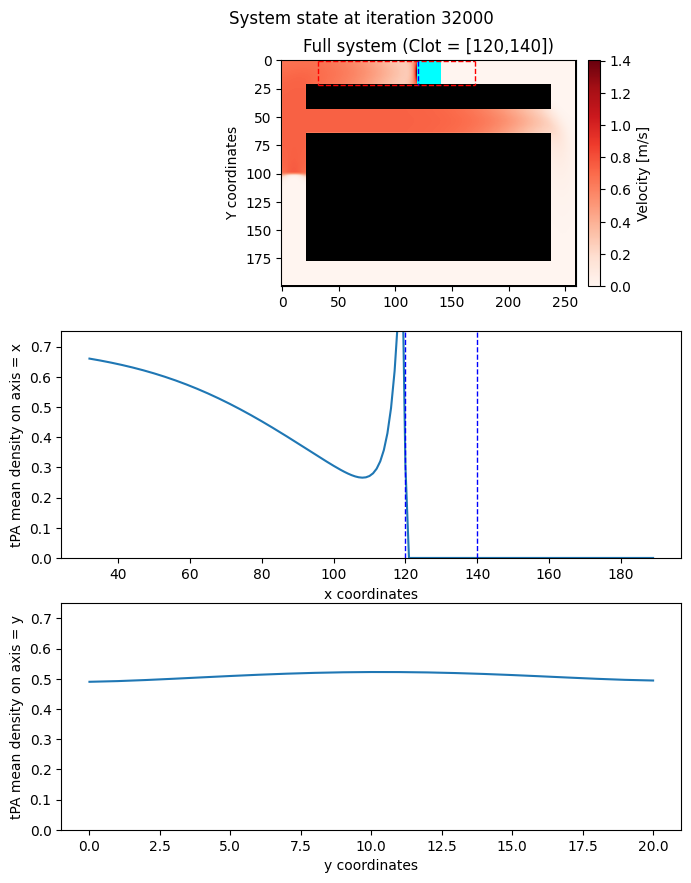 System state at iteration 32000
Full system (Clot = [120,140])
0
25
50
75
100
125
150
175
Y coordinates
0 50 100 150 200 250
1.4
1.2
1.0
0.8
0.6
0.4
0.2
0.0
Velocity [m/s]
0.7
0.6
0.5
0.4
0.3
0.2
0.1
0.0
tPA mean density on axis = x
40 60 80 100 120 140 160 180
x coordinates
0.7
0.6
0.5
0.4
0.3
0.2
0.1
0.0
tPA mean density on axis = y
0.0 2.5 5.0 7.5 10.0 12.5 15.0 17.5 20.0
y coordinates